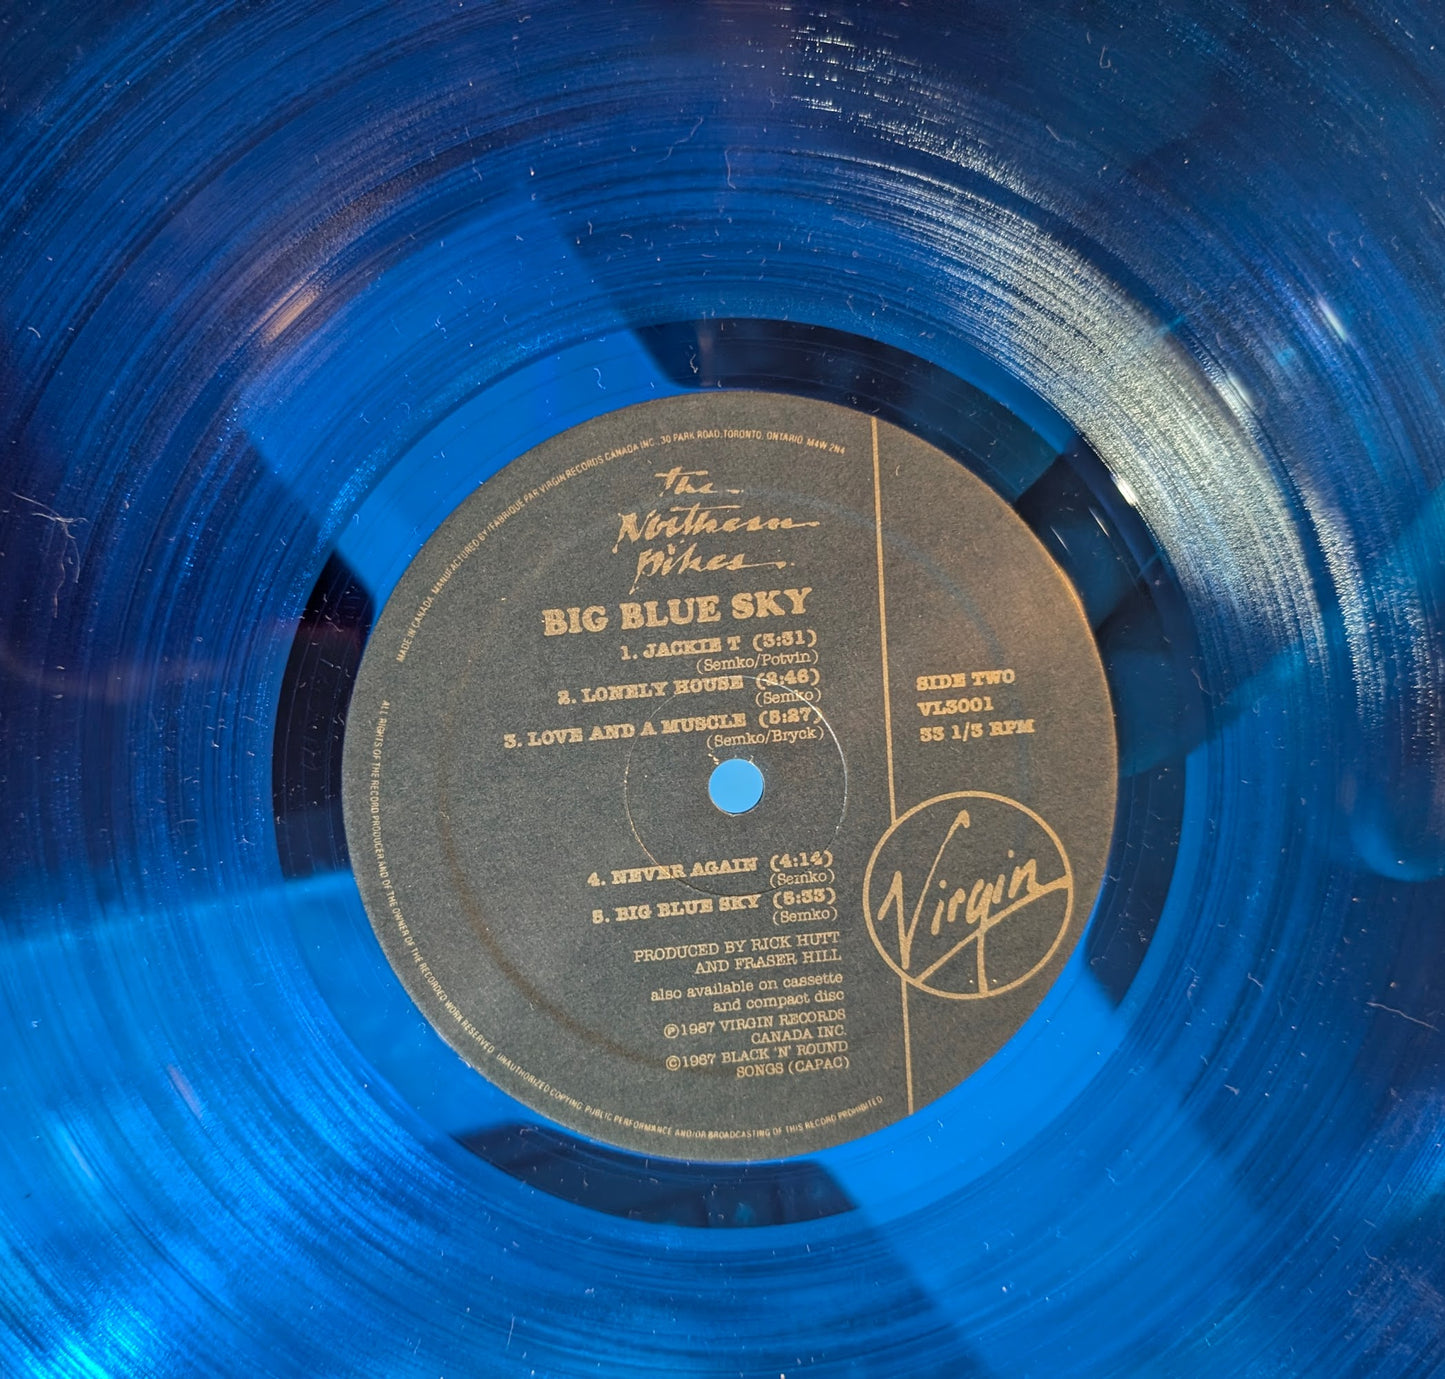 MADE IN CANADA. MANUFACTURED BY / FABRIQUE PAR VIRGIN RECORDS CANADA INC., 30 PARK ROAD, TORONTO, ONTARIO M4W 2N4
The
Northern
Pikes
BIG BLUE SKY
1. JACKIE T (3:31)
(Semko/Potvin)
2. LONELY HOUSE (2:46)
(Semko)
3. LOVE AND A MUSCLE (5:27)
(Semko/Bryck)
SIDE TWO
VL3001
33 1/3 RPM
Virgin
4. NEVER AGAIN (4:14)
(Semko)
5. BIG BLUE SKY (5:33)
(Semko)
PRODUCED BY RICK HUTT
AND FRASER HILL
also available on cassette
and compact disc
℗1987 VIRGIN RECORDS
CANADA INC.
©1987 BLACK 'N' ROUND
SONGS (CAPAC)
ALL RIGHTS OF THE RECORD PRODUCER AND OF THE OWNER OF THE RECORDED WORK RESERVED. UNAUTHORIZED COPYING PUBLIC PERFORMANCE AND/OR BROADCASTING OF THIS RECORD PROHIBITED